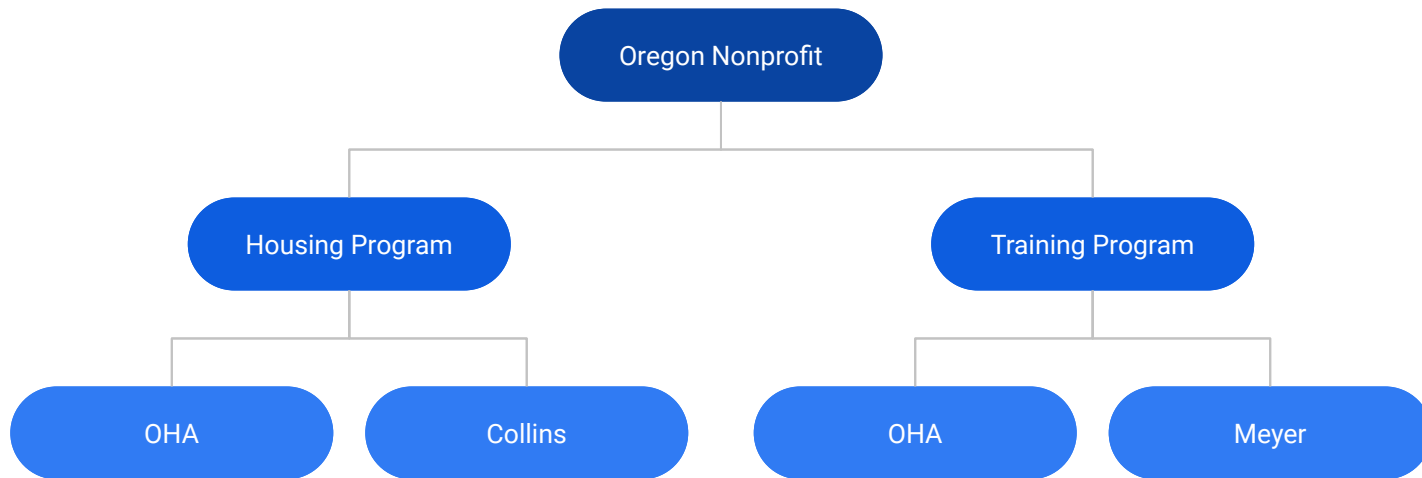 Oregon Nonprofit
Housing Program
Training Program
OHA
Collins
OHA
Meyer